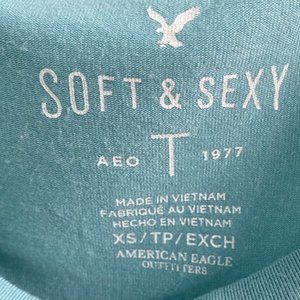 SOFT & SEXY
AEO T 1977
MADE IN VIETNAM
FABRIQUÉ AU VIETNAM
HECHO EN VIETNAM
XS/TP/EXCH
AMERICAN EAGLE
OUTFITTERS